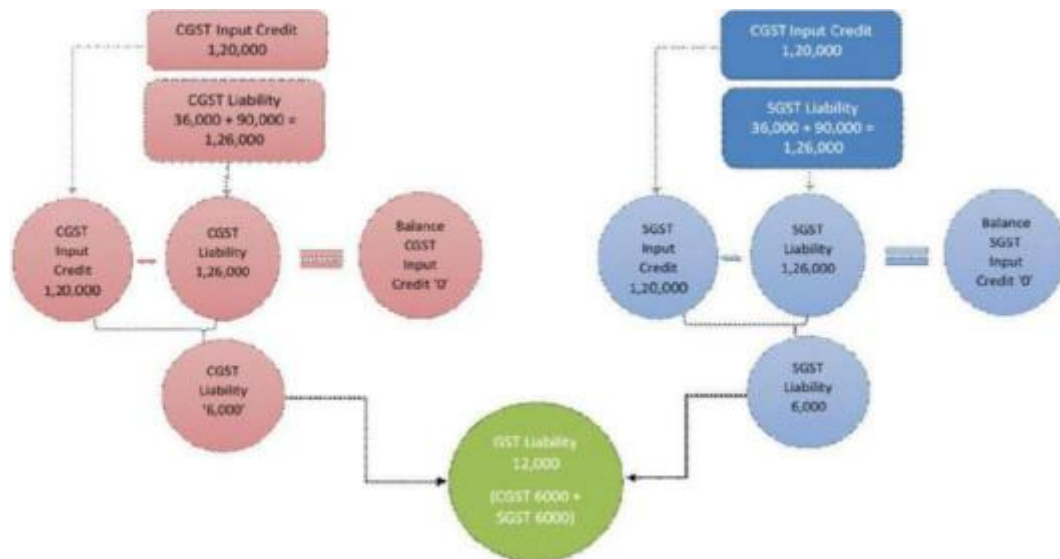 CGST Input Credit
1,20,000
CGST Liability
36,000 + 90,000 =
1,26,000
CGST
Input
Credit
1,20,000
CGST
Liability
1,26,000
Balance
CGST
Input
Credit '0'
CGST
Liability
'6,000'
CGST Input Credit
1,20,000
SGST Liability
36,000 + 90,000 =
1,26,000
SGST
Input
Credit
1,20,000
SGST
Liability
1,26,000
Balance
SGST
Input
Credit '0'
SGST
Liability
6,000
GST Liability
12,000
(CGST 6000 +
SGST 6000)